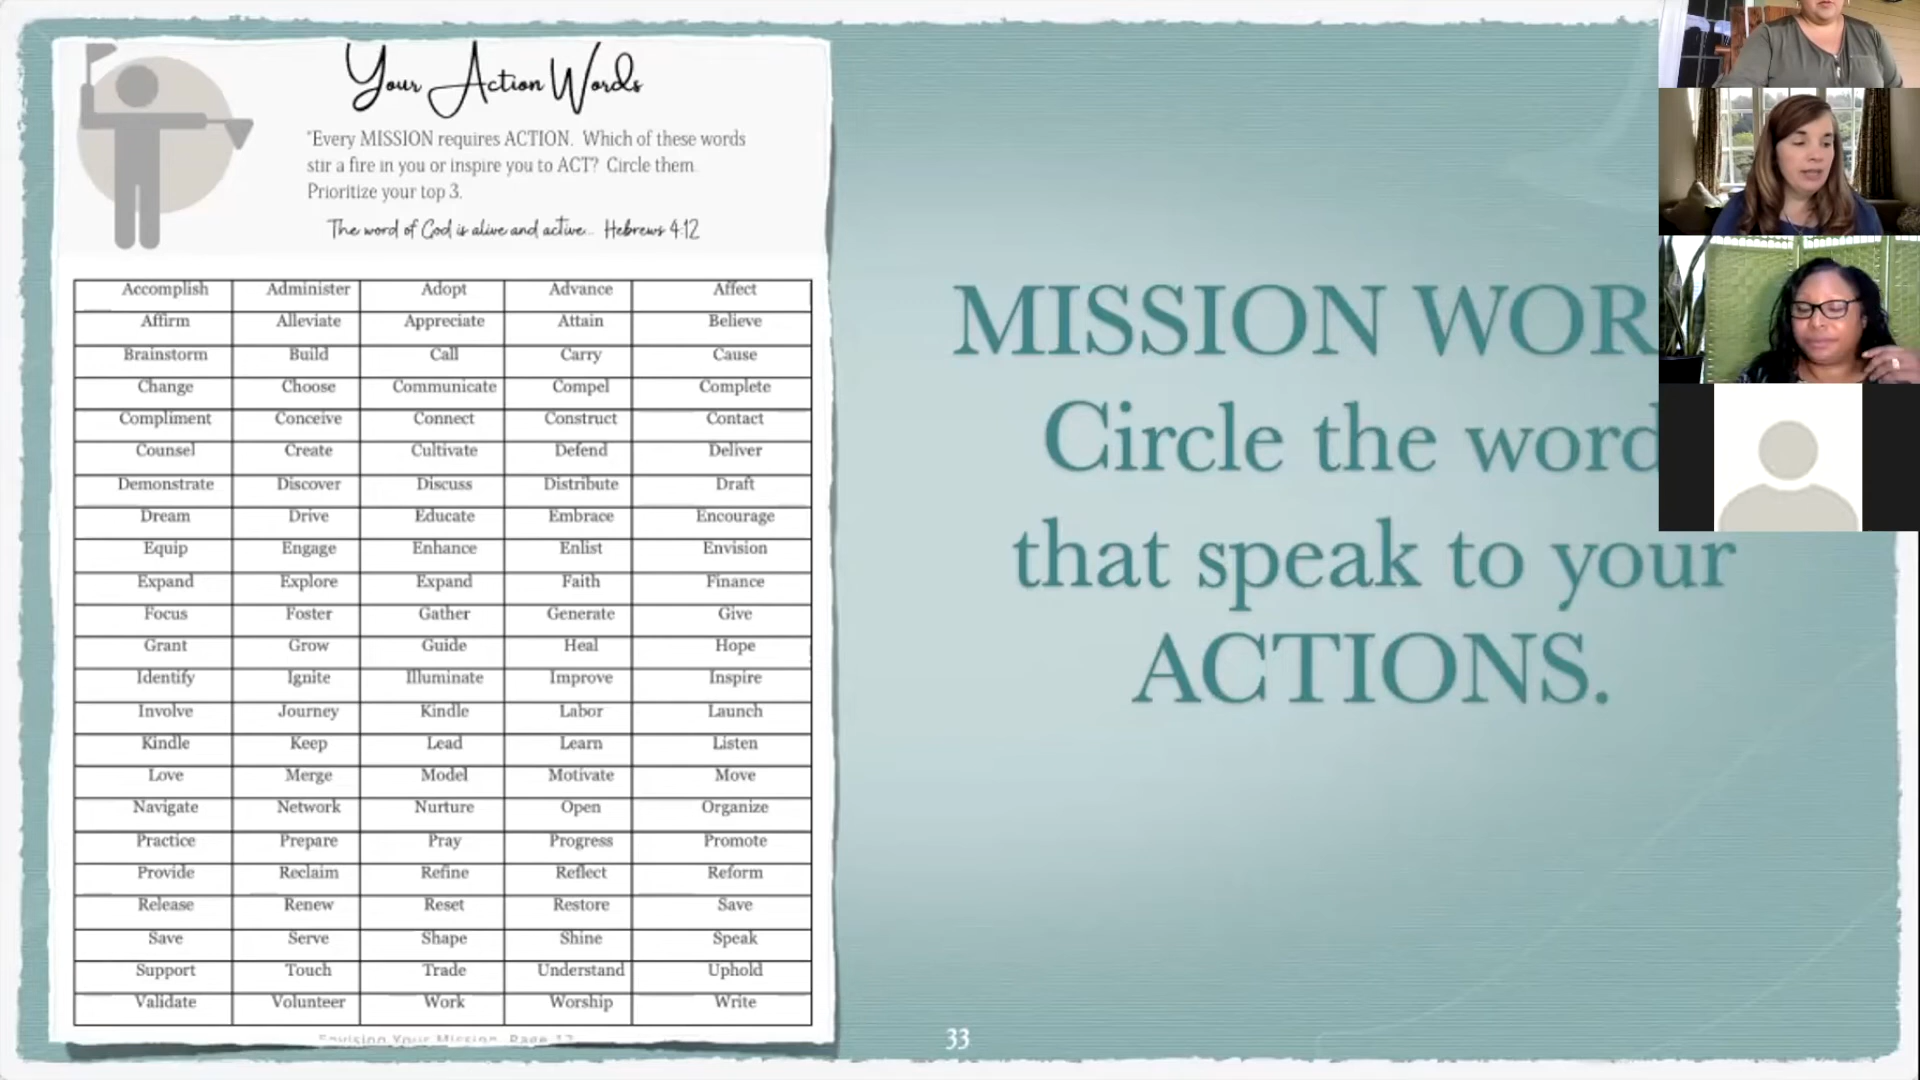 Your Action Words
"Every MISSION requires ACTION. Which of these words
stir a fire in you or inspire you to ACT? Circle them.
Prioritize your top 3.
The word of God is alive and active... Hebrews 4:12
Accomplish Administer Adopt Advance Affect
Affirm Alleviate Appreciate Attain Believe
Brainstorm Build Call Carry Cause
Change Choose Communicate Compel Complete
Compliment Conceive Connect Construct Contact
Counsel Create Cultivate Defend Deliver
Demonstrate Discover Discuss Distribute Draft
Dream Drive Educate Embrace Encourage
Equip Engage Enhance Enlist Envision
Expand Explore Expand Faith Finance
Focus Foster Gather Generate Give
Grant Grow Guide Heal Hope
Identify Ignite Illuminate Improve Inspire
Involve Journey Kindle Labor Launch
Kindle Keep Lead Learn Listen
Love Merge Model Motivate Move
Navigate Network Nurture Open Organize
Practice Prepare Pray Progress Promote
Provide Reclaim Refine Reflect Reform
Release Renew Reset Restore Save
Save Serve Shape Shine Speak
Support Touch Trade Understand Uphold
Validate Volunteer Work Worship Write
Envising Your Mission, Page
MISSION WOR
Circle the word
that speak to your
ACTIONS.
33